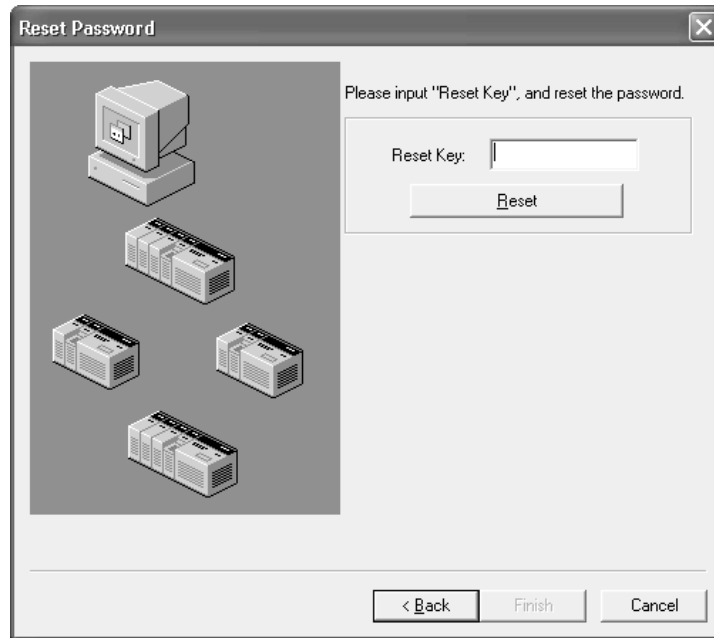 Reset Password
Please input "Reset Key", and reset the password.
Reset Key:
Reset
< Back
Finish
Cancel